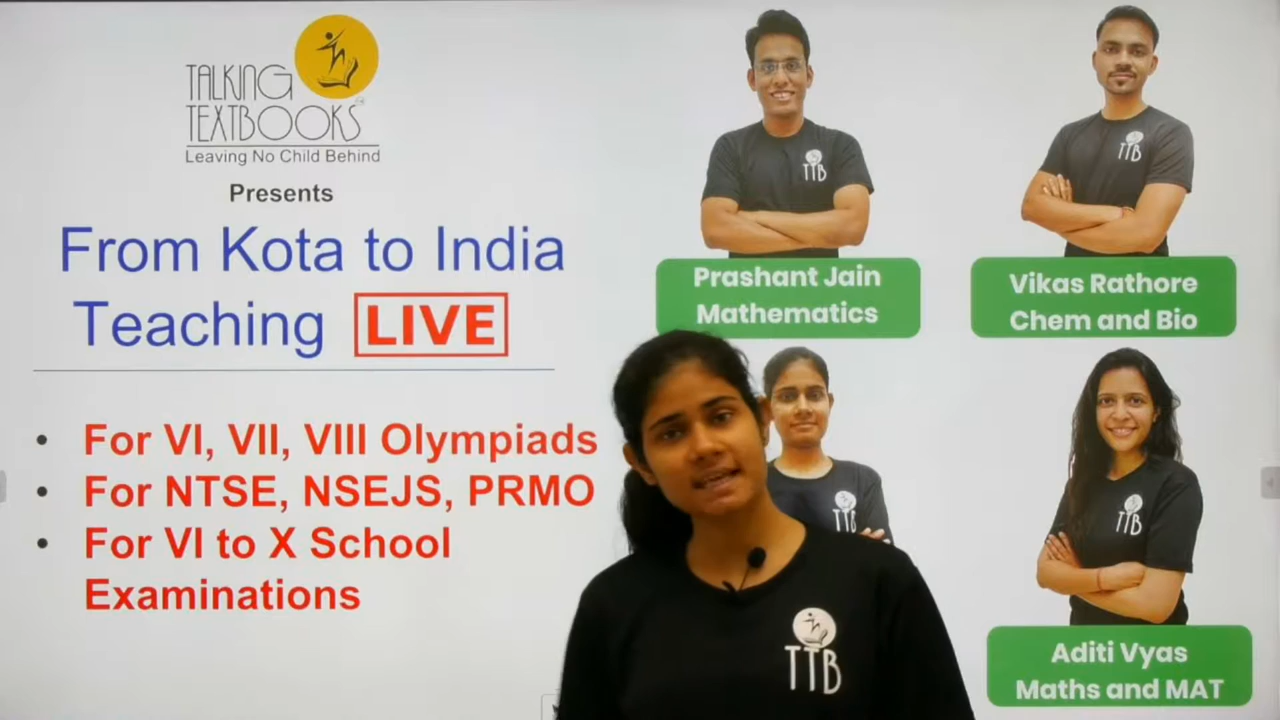 TALKING
TEXTBOOKS
Leaving No Child Behind
Presents
From Kota to India
Teaching LIVE
• For VI, VII, VIII Olympiads
• For NTSE, NSEJS, PRMO
• For VI to X School
Examinations
TTB
Prashant Jain
Mathematics
TTB
Vikas Rathore
Chem and Bio
TTB
TTB
Aditi Vyas
Maths and MAT
TTB